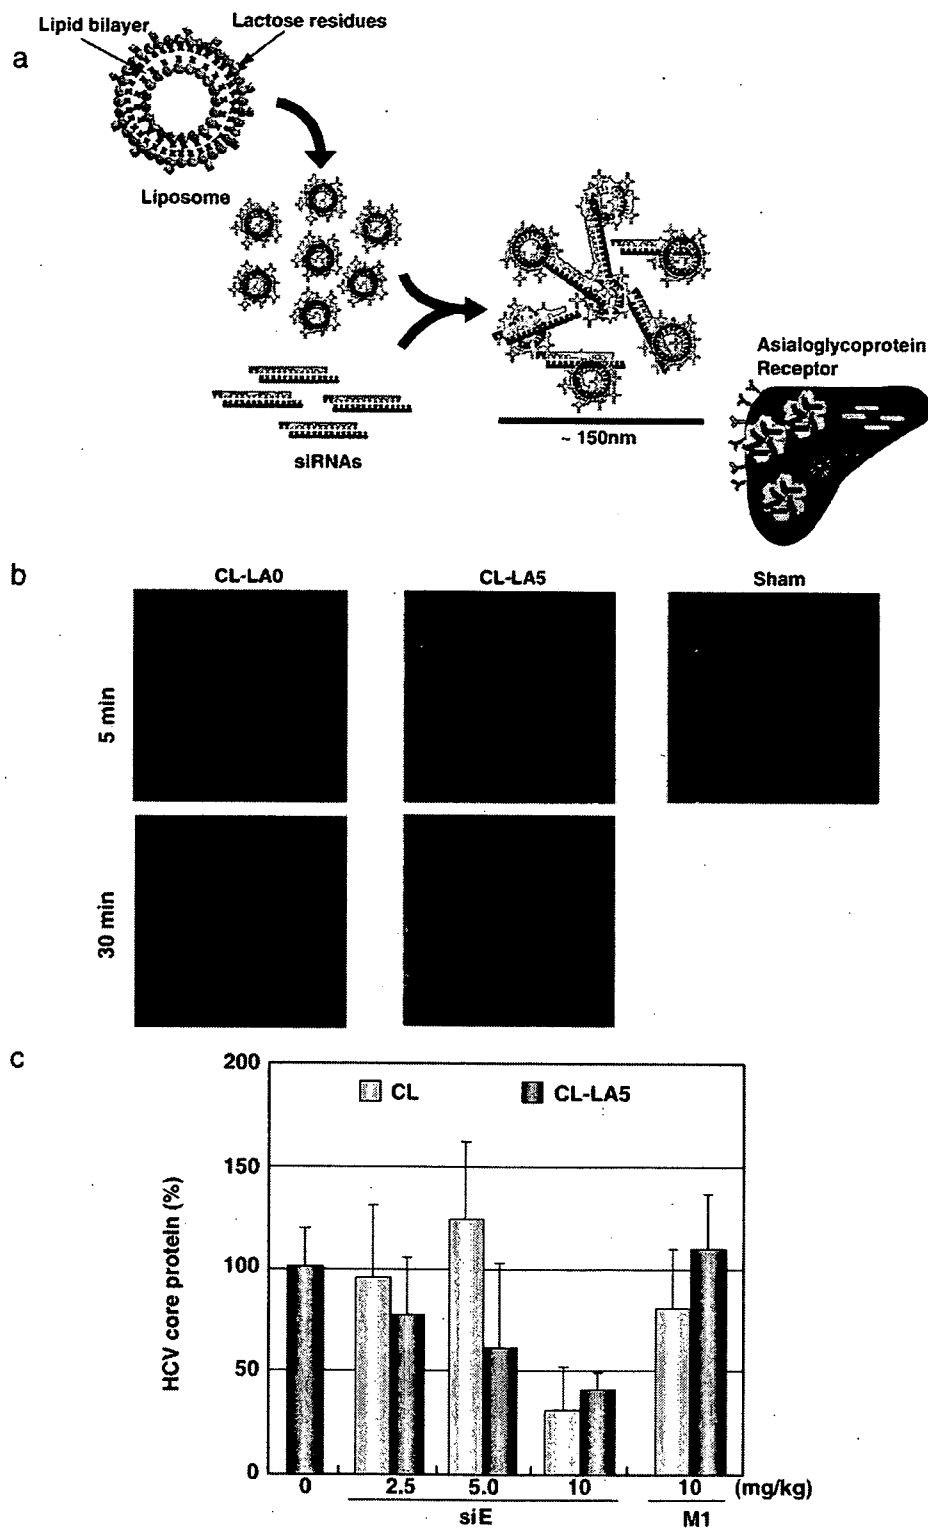 a
Lipid bilayer
Lactose residues
Liposome
siRNAs
~ 150nm
Asialoglycoprotein
Receptor
b
CL-LA0
CL-LA5
Sham
5 min
30 min
c
HCV core protein (%)
200
150
100
50
0
CL
CL-LA5
0
2.5
5.0
10
10
(mg/kg)
siE
M1